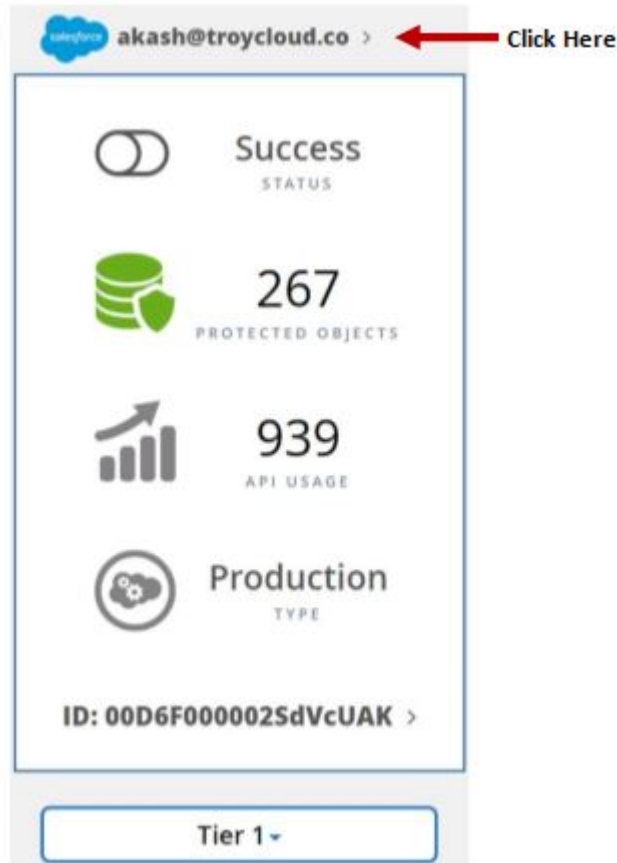 salesforce akash@troycloud.co > Click Here
Success
STATUS
267
PROTECTED OBJECTS
939
API USAGE
Production
TYPE
ID: 00D6F000002SdVcUAK >
Tier 1